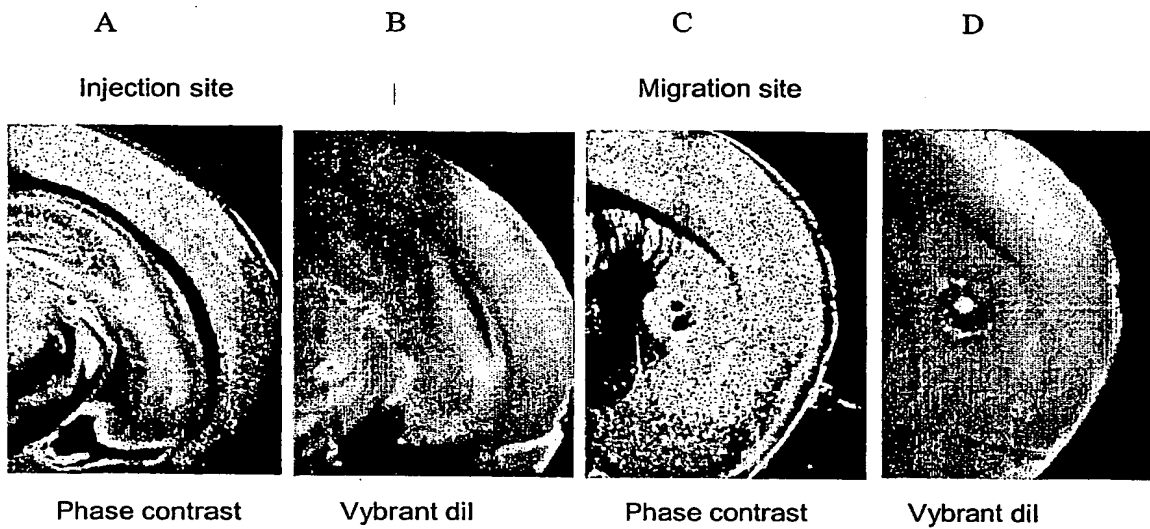 A B C D
Injection site Migration site
Phase contrast Vybrant dil Phase contrast Vybrant dil